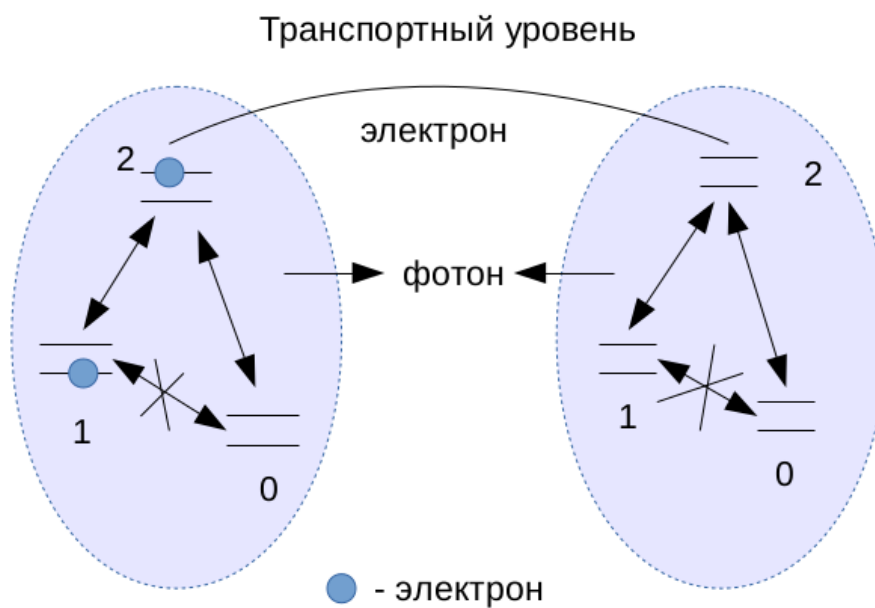 Транспортный уровень
электрон
2
2
фотон
1
1
0
0
- электрон